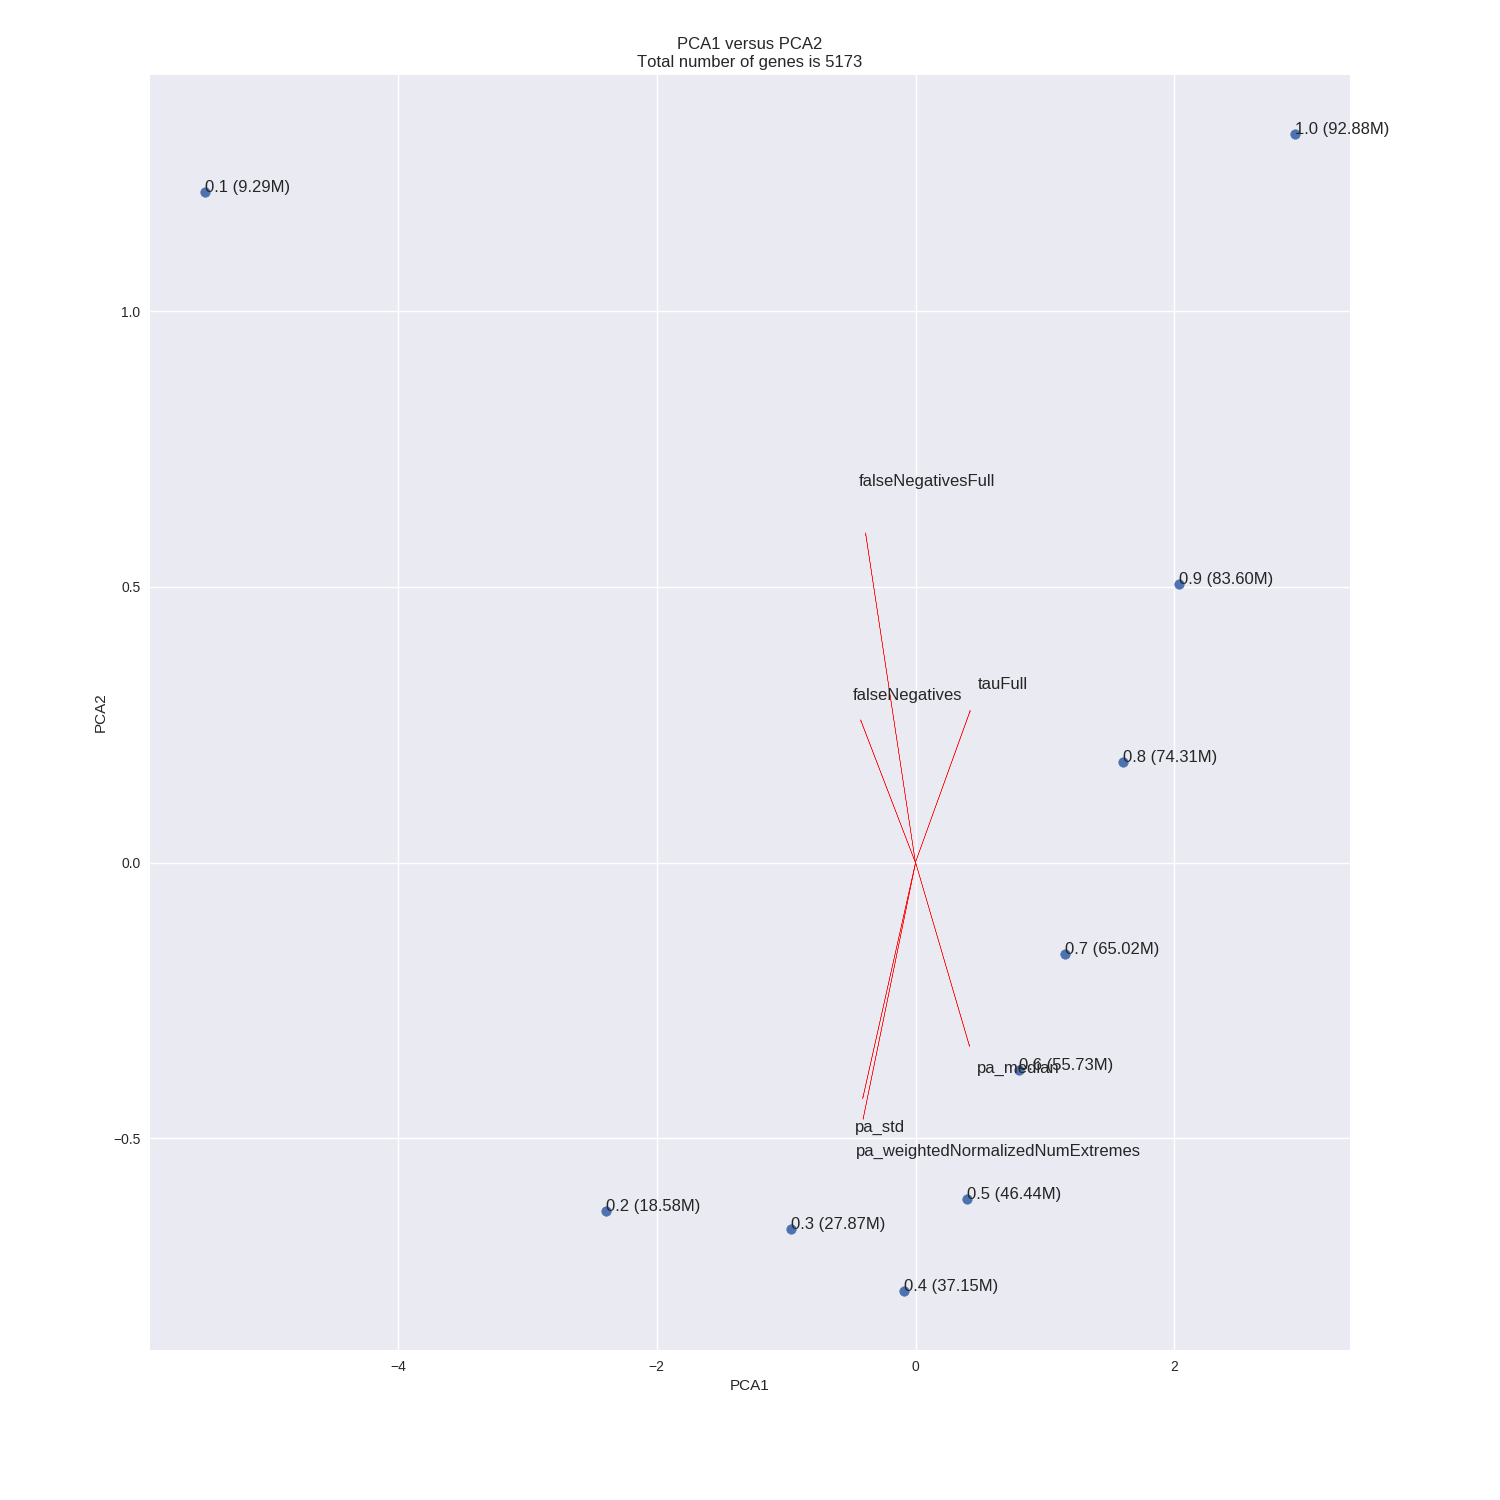 PCA1 versus PCA2
Total number of genes is 5173
1.0 (92.88M)
0.1 (9.29M)
1.0
falseNegativesFull
0.9 (83.60M)
0.5
tauFull
falseNegatives
PCA2
0.8 (74.31M)
0.0
0.7 (65.02M)
0.6 (55.73M)
pa_median
pa_std
−0.5
pa_weightedNormalizedNumExtremes
0.5 (46.44M)
0.2 (18.58M)
0.3 (27.87M)
0.4 (37.15M)
−4 −2 0 2
PCA1